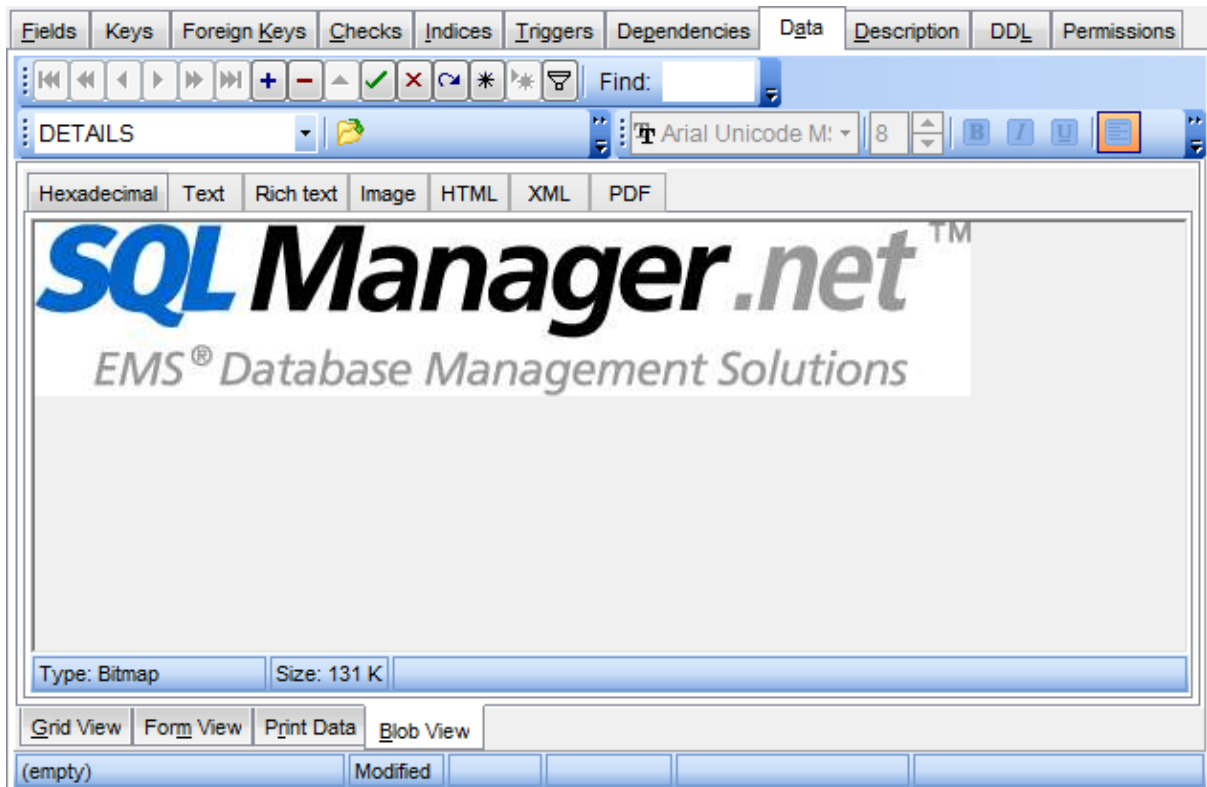 Fields Keys Foreign Keys Checks Indices Triggers Dependencies Data Description DDL Permissions
Find:
DETAILS Arial Unicode M: 8 B I U
Hexadecimal Text Rich text Image HTML XML PDF
SQL Manager.net™
EMS® Database Management Solutions
Type: Bitmap Size: 131 K
Grid View Form View Print Data Blob View
(empty) Modified